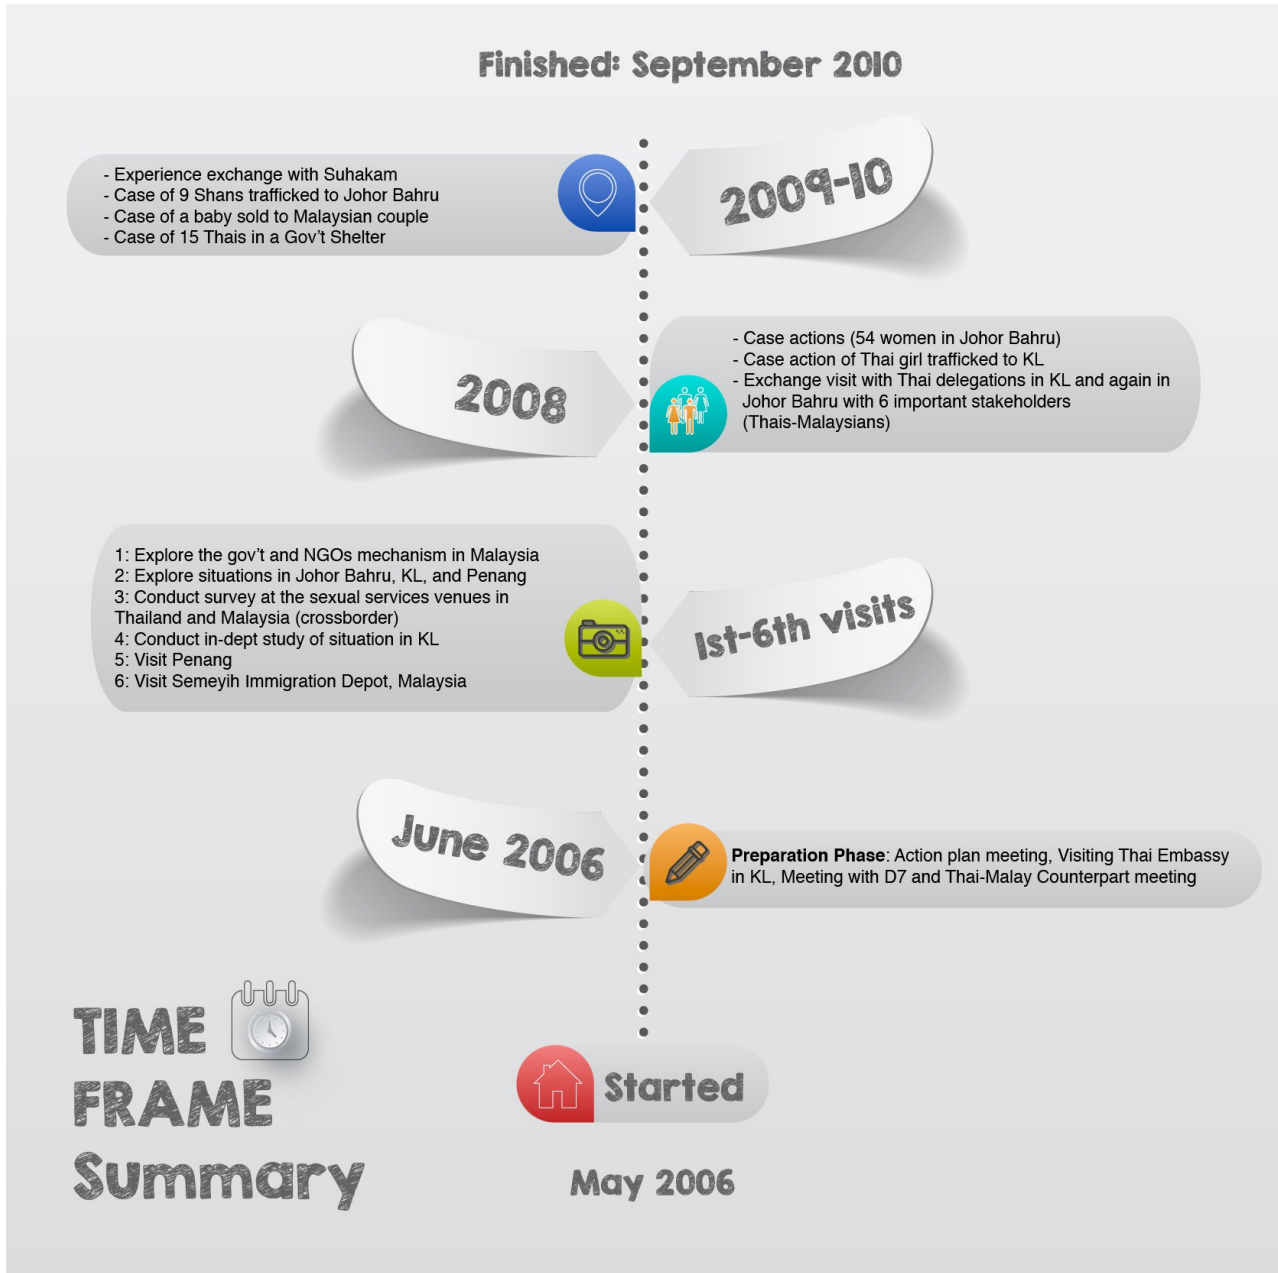 Finished: September 2010
2009-10
- Experience exchange with Suhakam
- Case of 9 Shans trafficked to Johor Bahru
- Case of a baby sold to Malaysian couple
- Case of 15 Thais in a Gov't Shelter
2008
- Case actions (54 women in Johor Bahru)
- Case action of Thai girl trafficked to KL
- Exchange visit with Thai delegations in KL and again in
Johor Bahru with 6 important stakeholders
(Thais-Malaysians)
1st-6th visits
1: Explore the gov't and NGOs mechanism in Malaysia
2: Explore situations in Johor Bahru, KL, and Penang
3: Conduct survey at the sexual services venues in
Thailand and Malaysia (crossborder)
4: Conduct in-dept study of situation in KL
5: Visit Penang
6: Visit Semeyih Immigration Depot, Malaysia
June 2006
Preparation Phase: Action plan meeting, Visiting Thai Embassy
in KL, Meeting with D7 and Thai-Malay Counterpart meeting
TIME
FRAME
Summary
Started
May 2006